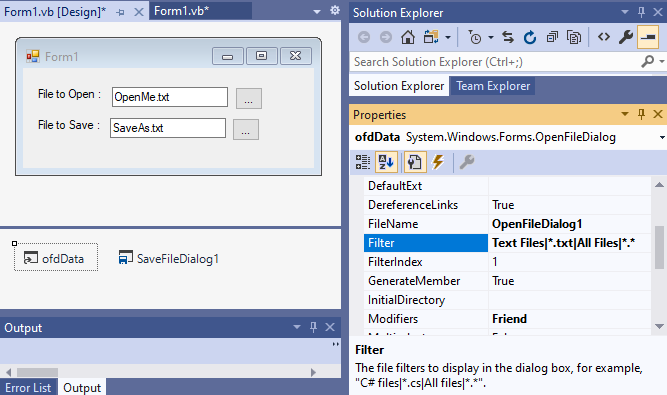 Form1.vb [Design]*
Form1.vb*
Form1
File to Open :
OpenMe.txt
...
File to Save :
SaveAs.txt
...
ofdData
SaveFileDialog1
Output
Error List
Output
Solution Explorer
Search Solution Explorer (Ctrl+;)
Solution Explorer
Team Explorer
Properties
ofdData System.Windows.Forms.OpenFileDialog
DefaultExt
DereferenceLinks True
FileName OpenFileDialog1
Filter Text Files|*.txt|All Files|*.*
FilterIndex 1
GenerateMember True
InitialDirectory
Modifiers Friend
Filter
The file filters to display in the dialog box, for example,
"C# files|*.cs|All files|*.*".